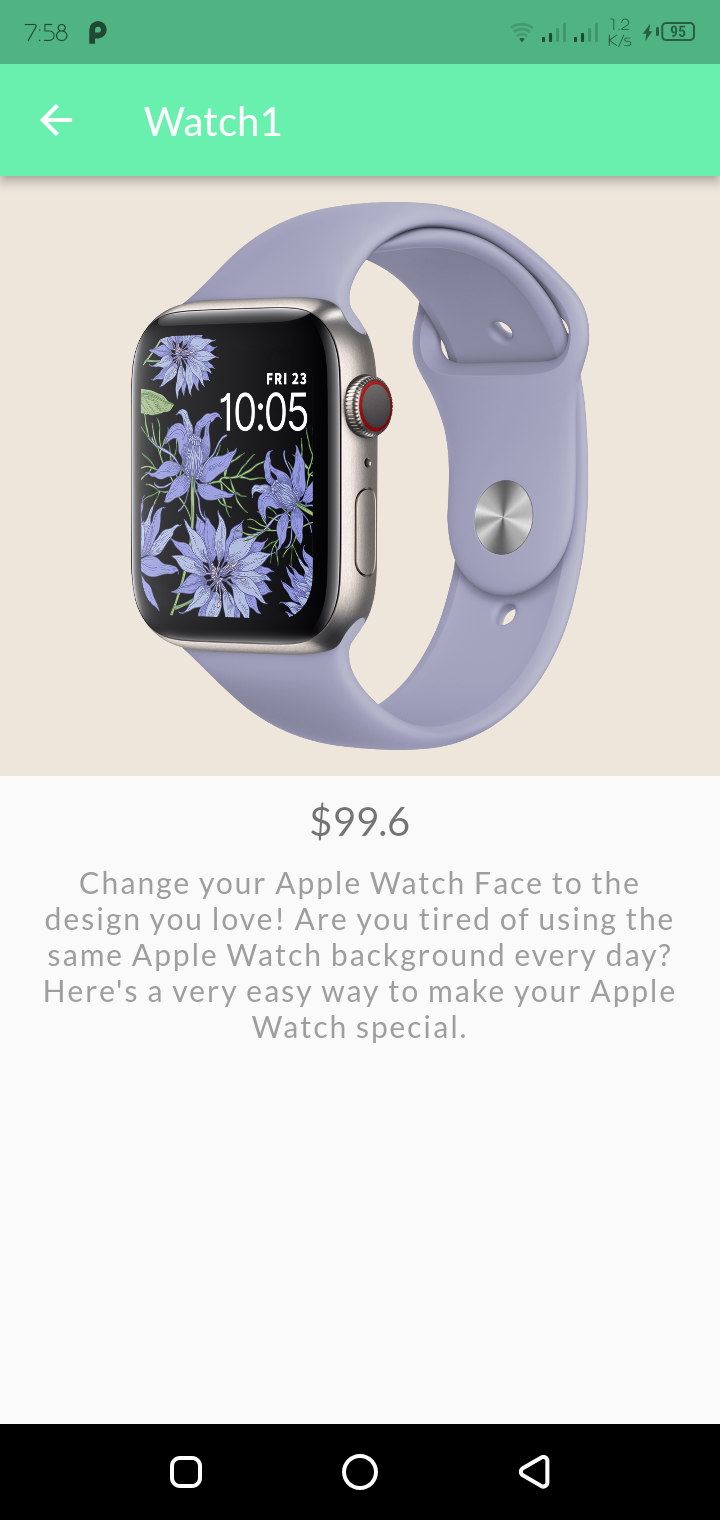 7:58
1.2
K/s
95
Watch1
FRI 23
10:05
$99.6
Change your Apple Watch Face to the
design you love! Are you tired of using the
same Apple Watch background every day?
Here's a very easy way to make your Apple
Watch special.